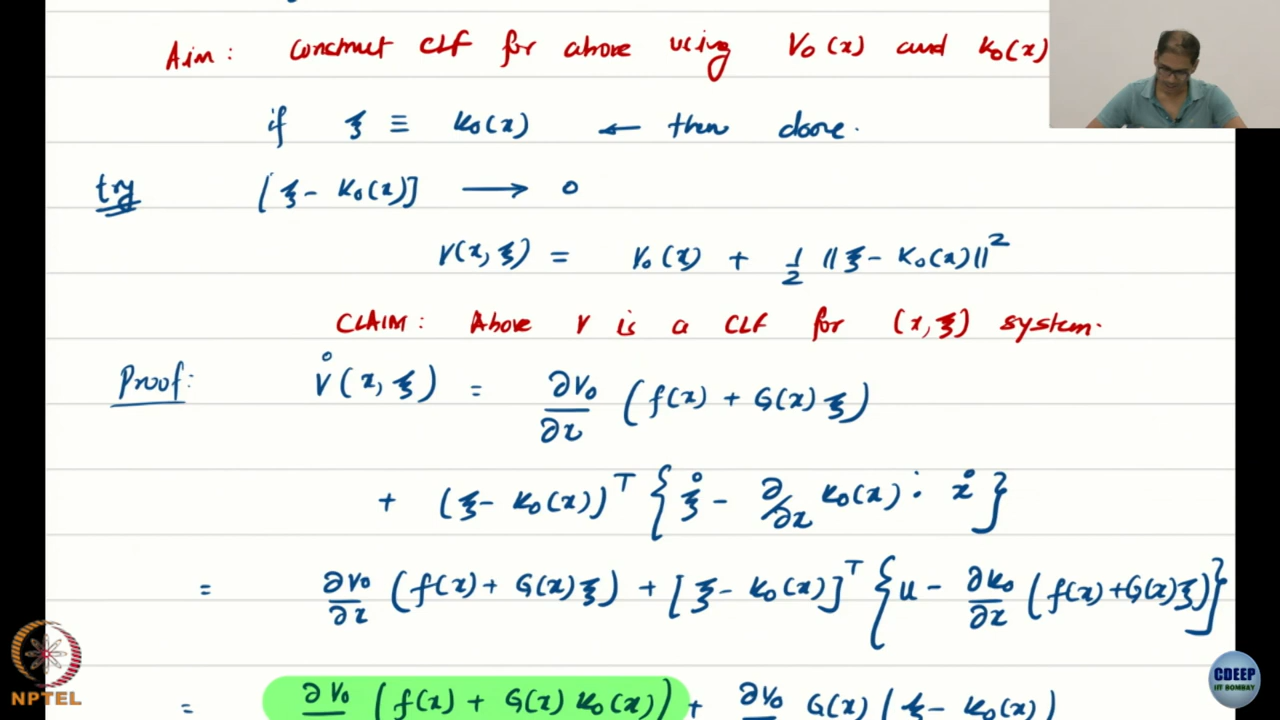 Aim: Construct CLF for above using V₀(x) and K₀(x)
if ξ ≡ K₀(x) ← then done.
try [ξ - K₀(x)] → 0
V(x, ξ) = V₀(x) + 1/2 ||ξ - K₀(x)||²
CLAIM: Above V is a CLF for (x, ξ) system.
Proof: V̇(x, ξ) = ∂V₀/∂x (f(x) + G(x) ξ)
+ (ξ - K₀(x))ᵀ { ξ̇ - ∂/∂x K₀(x) · ẋ }
= ∂V₀/∂x (f(x) + G(x) ξ) + [ξ - K₀(x)]ᵀ { u - ∂K₀/∂x (f(x) + G(x) ξ) }
= ∂V₀ (f(x) + G(x) K₀(x)) + ∂V₀ G(x) (ξ - K₀(x))
NPTEL
CDEEP
IIT BOMBAY